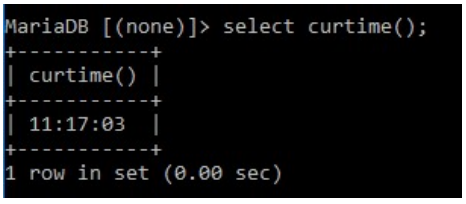 MariaDB [(none)]> select curtime();
+-----------+
| curtime() |
+-----------+
| 11:17:03  |
+-----------+
1 row in set (0.00 sec)